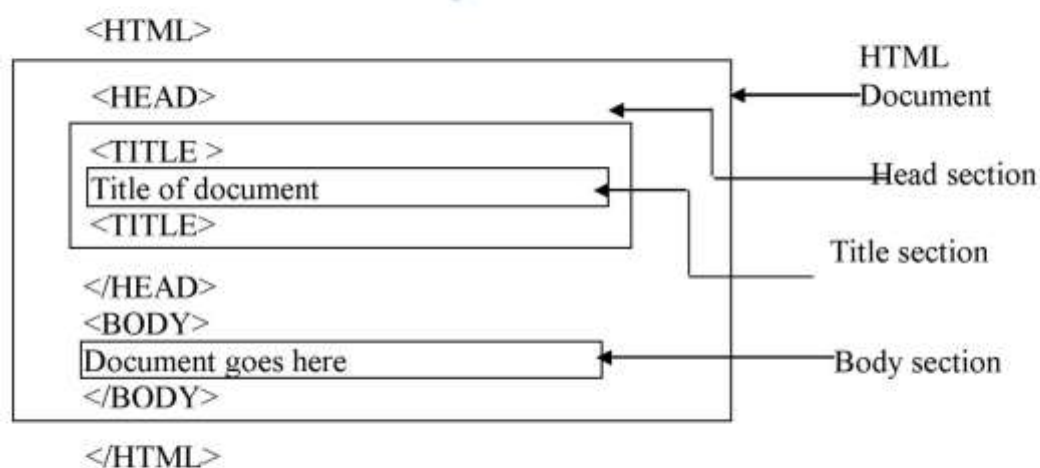 <HTML>
HTML
Document
<HEAD>
<TITLE >
Title of document
<TITLE>
Head section
Title section
</HEAD>
<BODY>
Document goes here
Body section
</BODY>
</HTML>